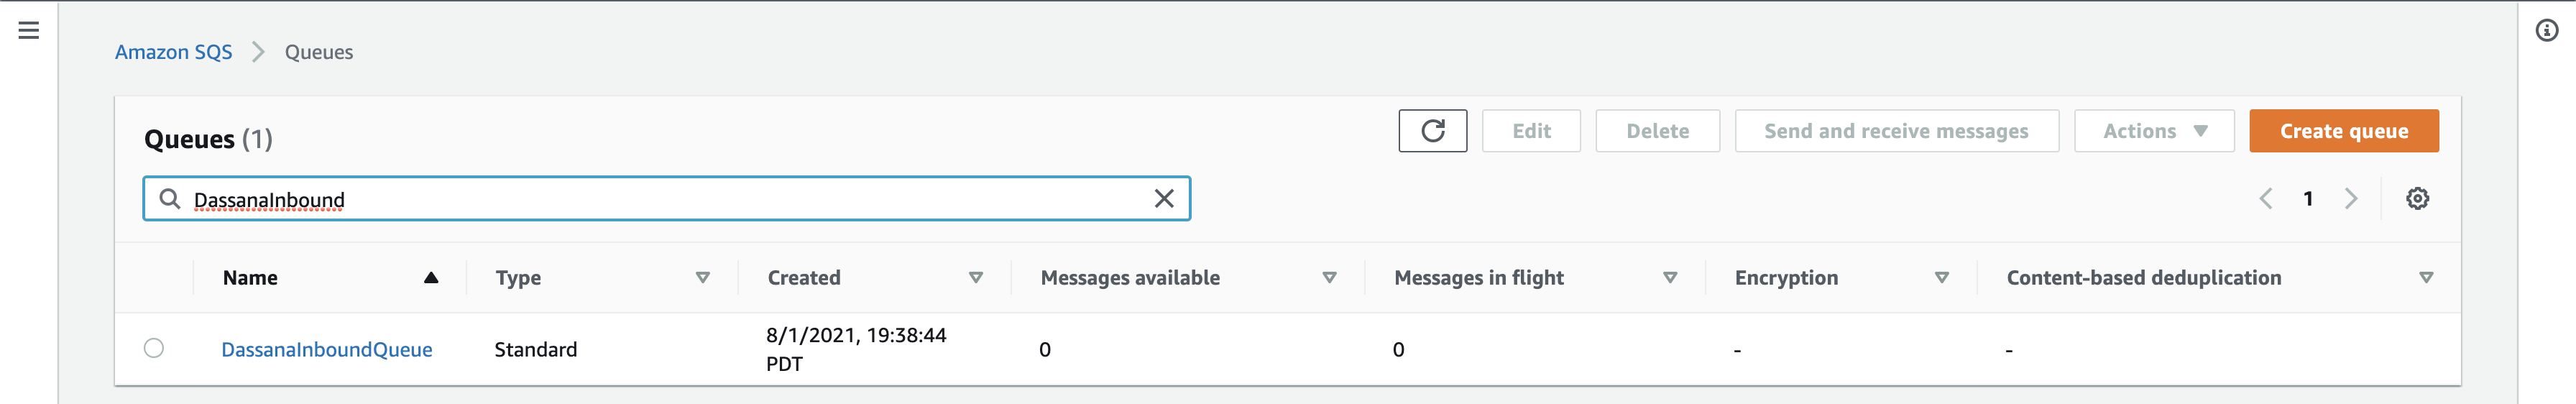 Amazon SQS > Queues
Queues (1)
Edit
Delete
Send and receive messages
Actions
Create queue
DassanaInbound
1
Name
Type
Created
Messages available
Messages in flight
Encryption
Content-based deduplication
DassanaInboundQueue
Standard
8/1/2021, 19:38:44
PDT
0
0
-
-